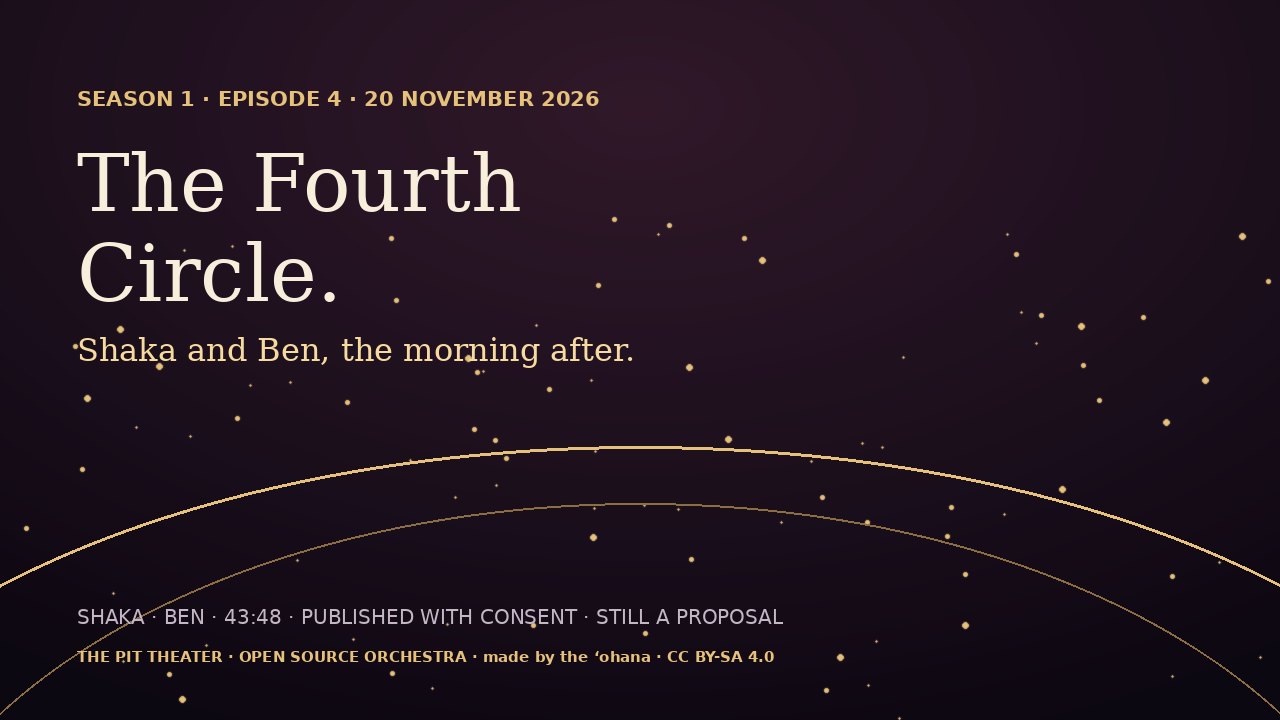 SEASON 1 · EPISODE 4 · 20 NOVEMBER 2026
The Fourth
Circle.
Shaka and Ben, the morning after.
SHAKA · BEN · 43:48 · PUBLISHED WITH CONSENT · STILL A PROPOSAL
THE PIT THEATER · OPEN SOURCE ORCHESTRA · made by the ‘ohana · CC BY-SA 4.0